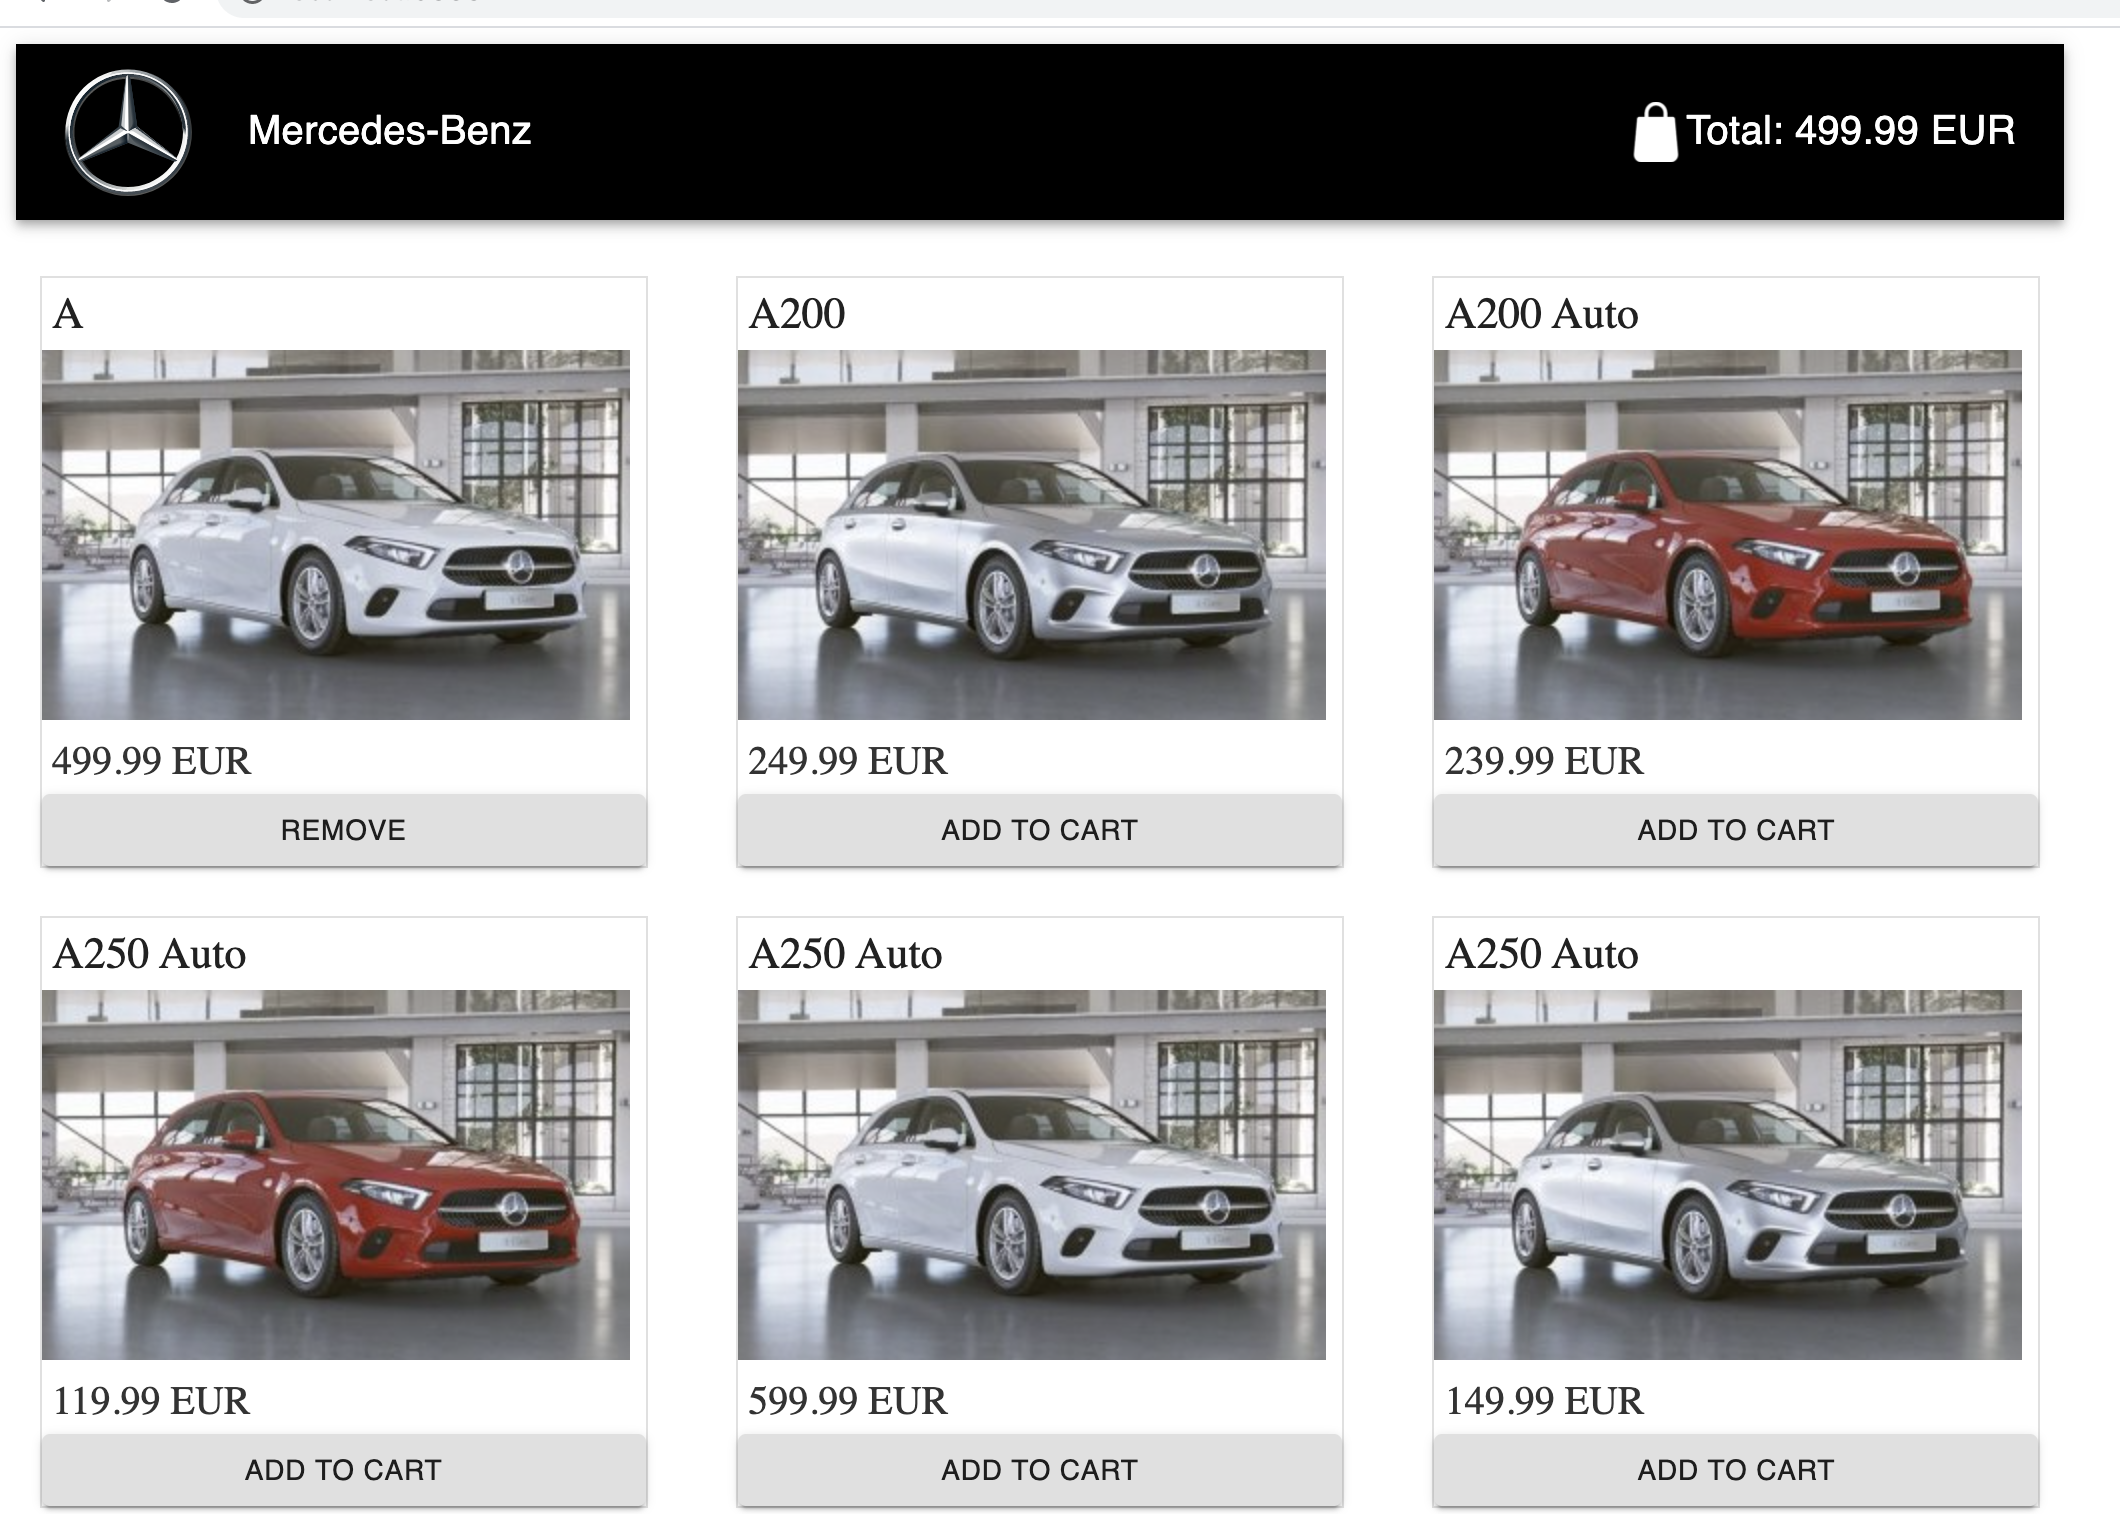 Mercedes-Benz
Total: 499.99 EUR
A
A200
A200 Auto
499.99 EUR
249.99 EUR
239.99 EUR
REMOVE
ADD TO CART
ADD TO CART
A250 Auto
A250 Auto
A250 Auto
119.99 EUR
599.99 EUR
149.99 EUR
ADD TO CART
ADD TO CART
ADD TO CART